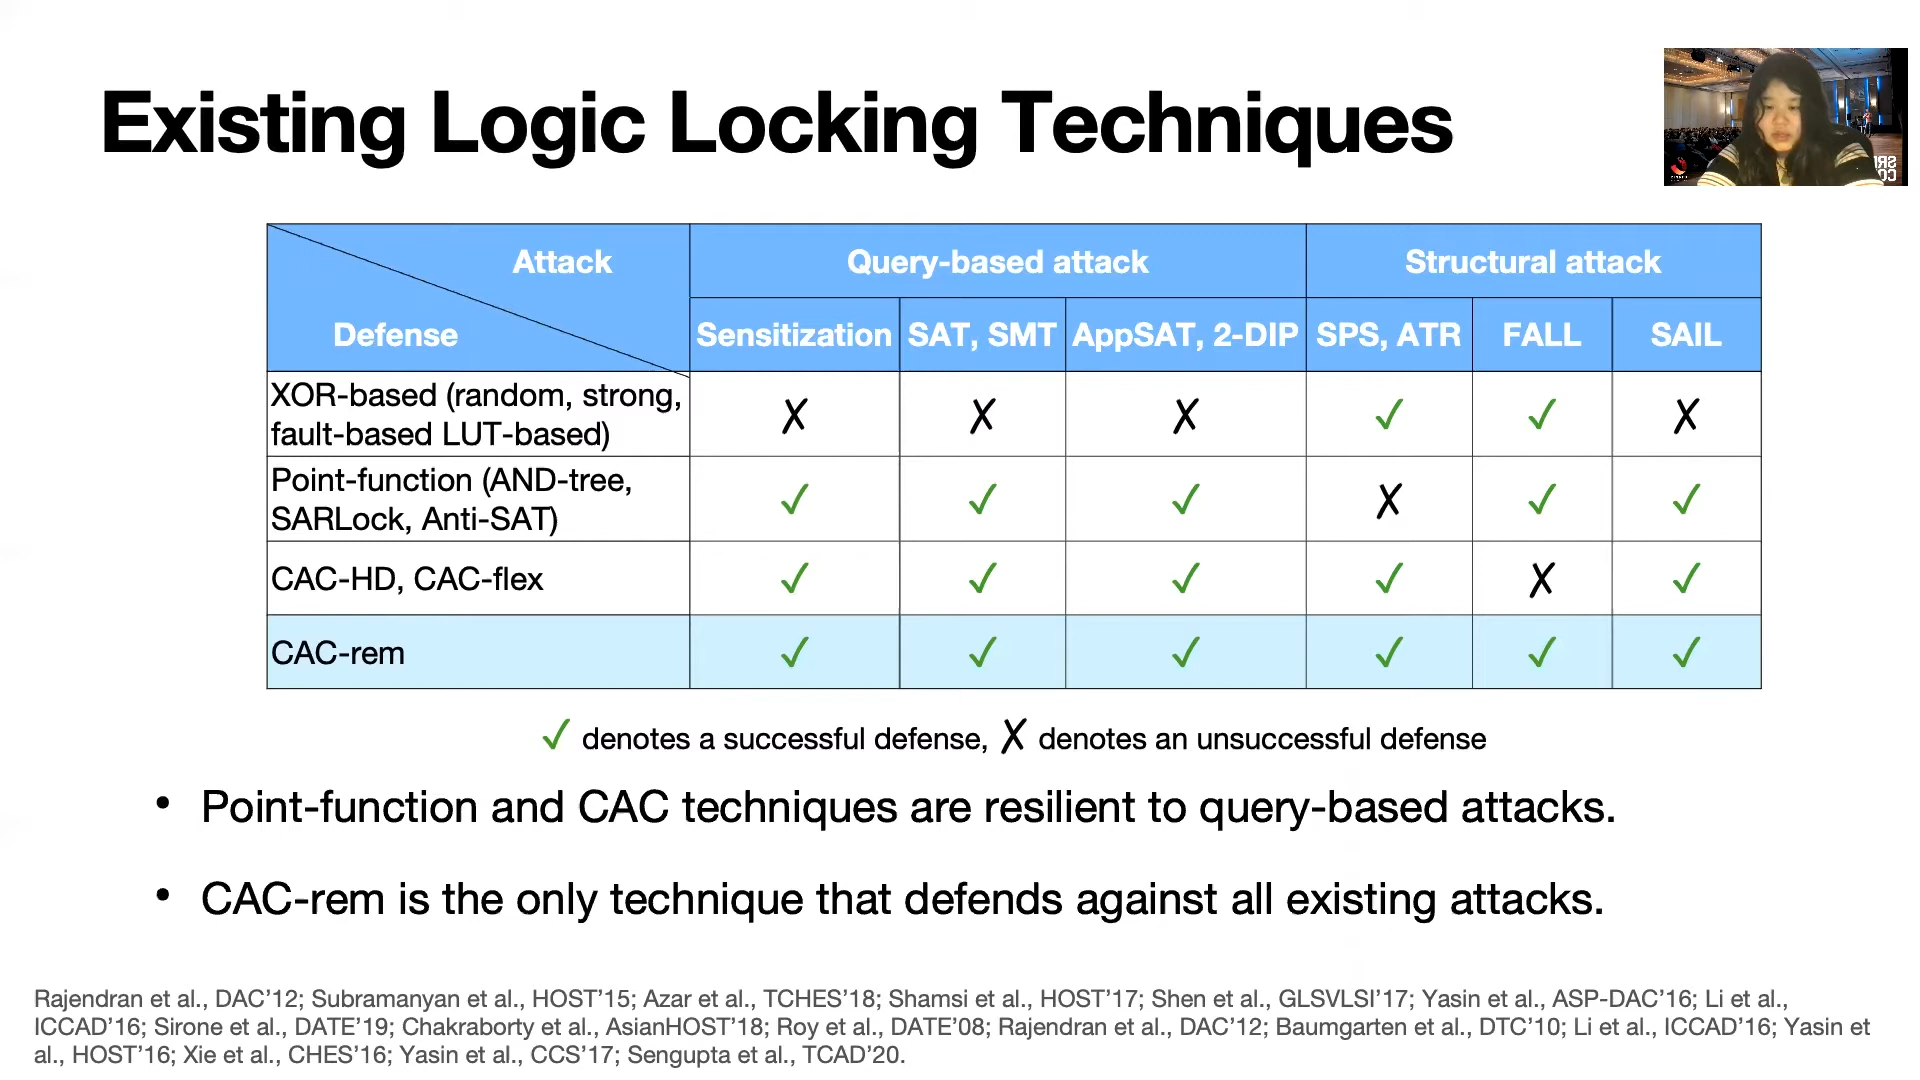 Existing Logic Locking Techniques
SRI
CO
Attack
Defense
Query-based attack
Structural attack
Sensitization
SAT, SMT
AppSAT, 2-DIP
SPS, ATR
FALL
SAIL
XOR-based (random, strong,
fault-based LUT-based)
✗ ✗ ✗ ✓ ✓ ✗
Point-function (AND-tree,
SARLock, Anti-SAT)
✓ ✓ ✓ ✗ ✓ ✓
CAC-HD, CAC-flex
✓ ✓ ✓ ✓ ✗ ✓
CAC-rem
✓ ✓ ✓ ✓ ✓ ✓
✓ denotes a successful defense, ✗ denotes an unsuccessful defense
• Point-function and CAC techniques are resilient to query-based attacks.
• CAC-rem is the only technique that defends against all existing attacks.
Rajendran et al., DAC’12; Subramanyan et al., HOST’15; Azar et al., TCHES’18; Shamsi et al., HOST’17; Shen et al., GLSVLSI’17; Yasin et al., ASP-DAC’16; Li et al.,
ICCAD’16; Sirone et al., DATE’19; Chakraborty et al., AsianHOST’18; Roy et al., DATE’08; Rajendran et al., DAC’12; Baumgarten et al., DTC’10; Li et al., ICCAD’16; Yasin et
al., HOST’16; Xie et al., CHES’16; Yasin et al., CCS’17; Sengupta et al., TCAD’20.